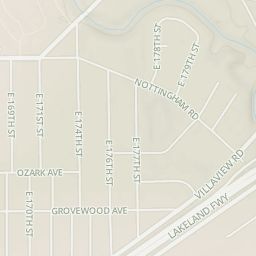 E 178TH ST
E 179TH ST
NOTTINGHAM RD
E 169TH ST
E 171ST ST
E 174TH ST
E 176TH ST
E 177TH ST
VILLAVIEW RD
OZARK AVE
LAKELAND FWY
E 170TH ST
GROVEWOOD AVE